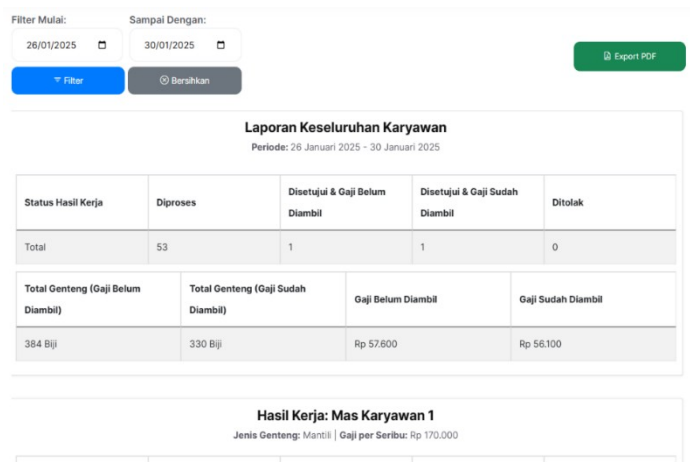 Filter Mulai:
Sampai Dengan:
26/01/2025
30/01/2025
Filter
Bersihkan
Export PDF
Laporan Keseluruhan Karyawan
Periode: 26 Januari 2025 - 30 Januari 2025
Status Hasil Kerja
Diproses
Disetujui & Gaji Belum
Diambil
Disetujui & Gaji Sudah
Diambil
Ditolak
Total
53
1
1
0
Total Genteng (Gaji Belum
Diambil)
Total Genteng (Gaji Sudah
Diambil)
Gaji Belum Diambil
Gaji Sudah Diambil
384 Biji
330 Biji
Rp 57.600
Rp 56.100
Hasil Kerja: Mas Karyawan 1
Jenis Genteng: Mantili | Gaji per Seribu: Rp 170.000